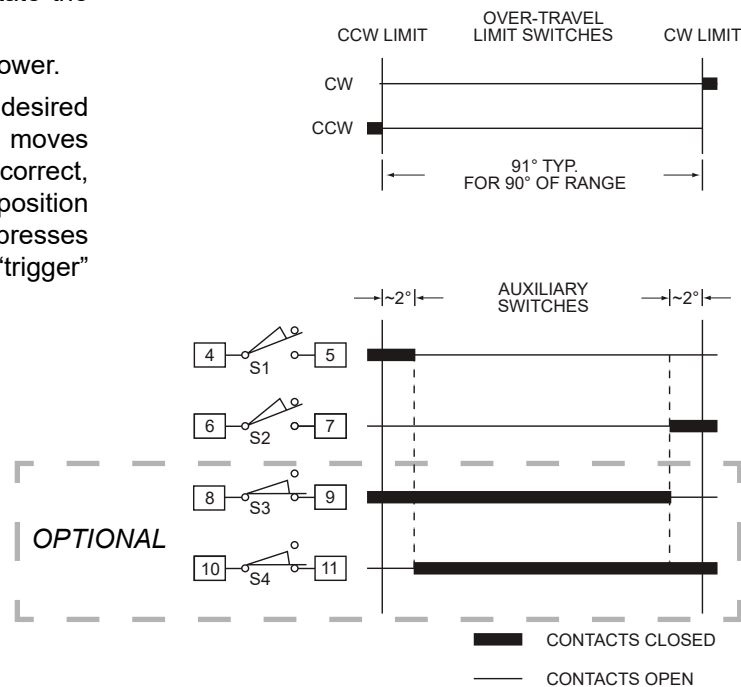 the
ower.
desired
moves
correct,
position
presses
“trigger”
OVER-TRAVEL
CCW LIMIT LIMIT SWITCHES CW LIMIT
CW
CCW
91° TYP.
FOR 90° OF RANGE
~2° AUXILIARY ~2°
SWITCHES
4 S1 5
6 S2 7
8 S3 9
OPTIONAL
10 S4 11
CONTACTS CLOSED
CONTACTS OPEN